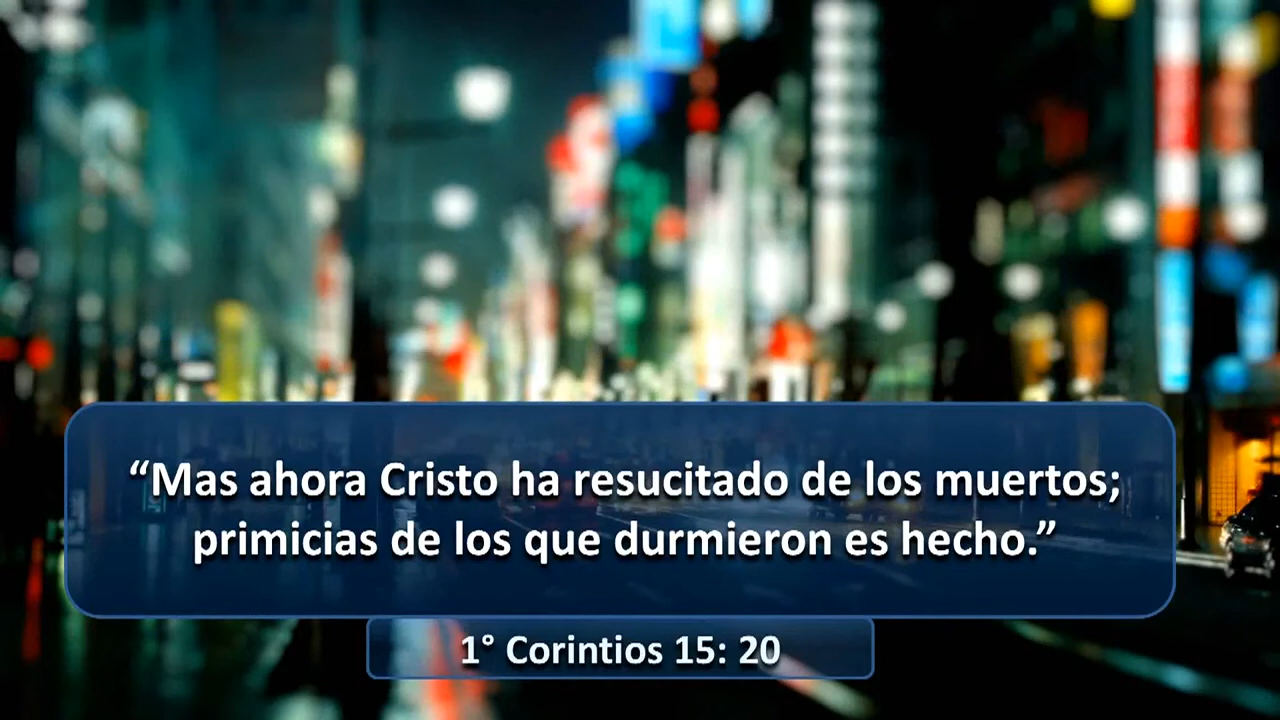 “Mas ahora Cristo ha resucitado de los muertos;
primicias de los que durmieron es hecho.”
1° Corintios 15: 20